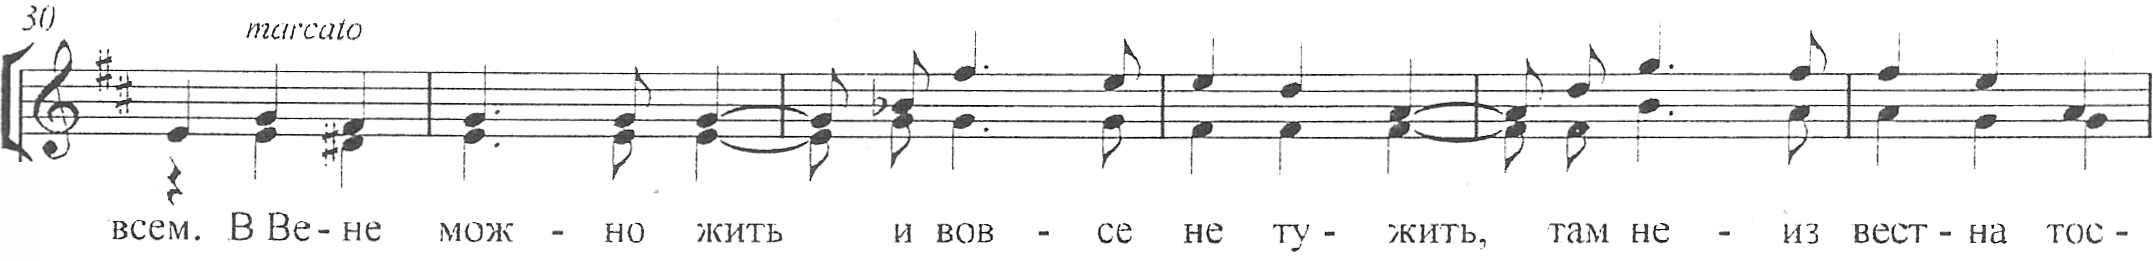 30
marcato
всем. В Ве - не мож - но жить и вов - се не ту - жить, там не - из вест - на тос -